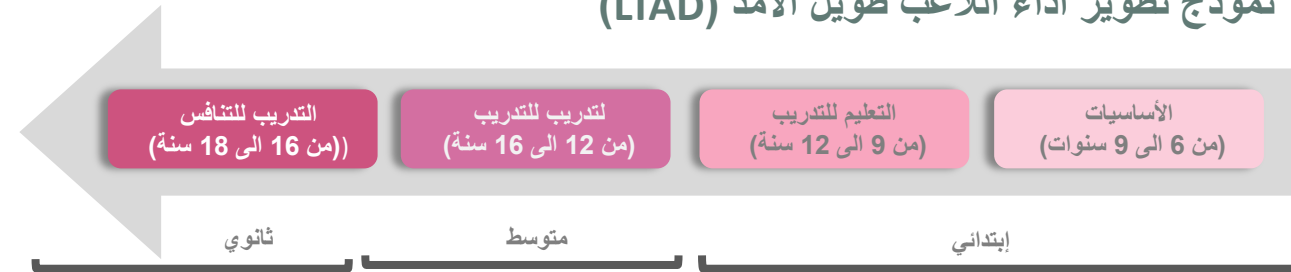 نموذج تطوير أداء اللاعب طويل الأمد (LTAD)
الأساسيات
(من 6 الى 9 سنوات)
التعليم للتدريب
(من 9 الى 12 سنة)
لتدريب للتدريب
(من 12 الى 16 سنة)
التدريب للتنافس
((من 16 الى 18 سنة)
إبتدائي
متوسط
ثانوي